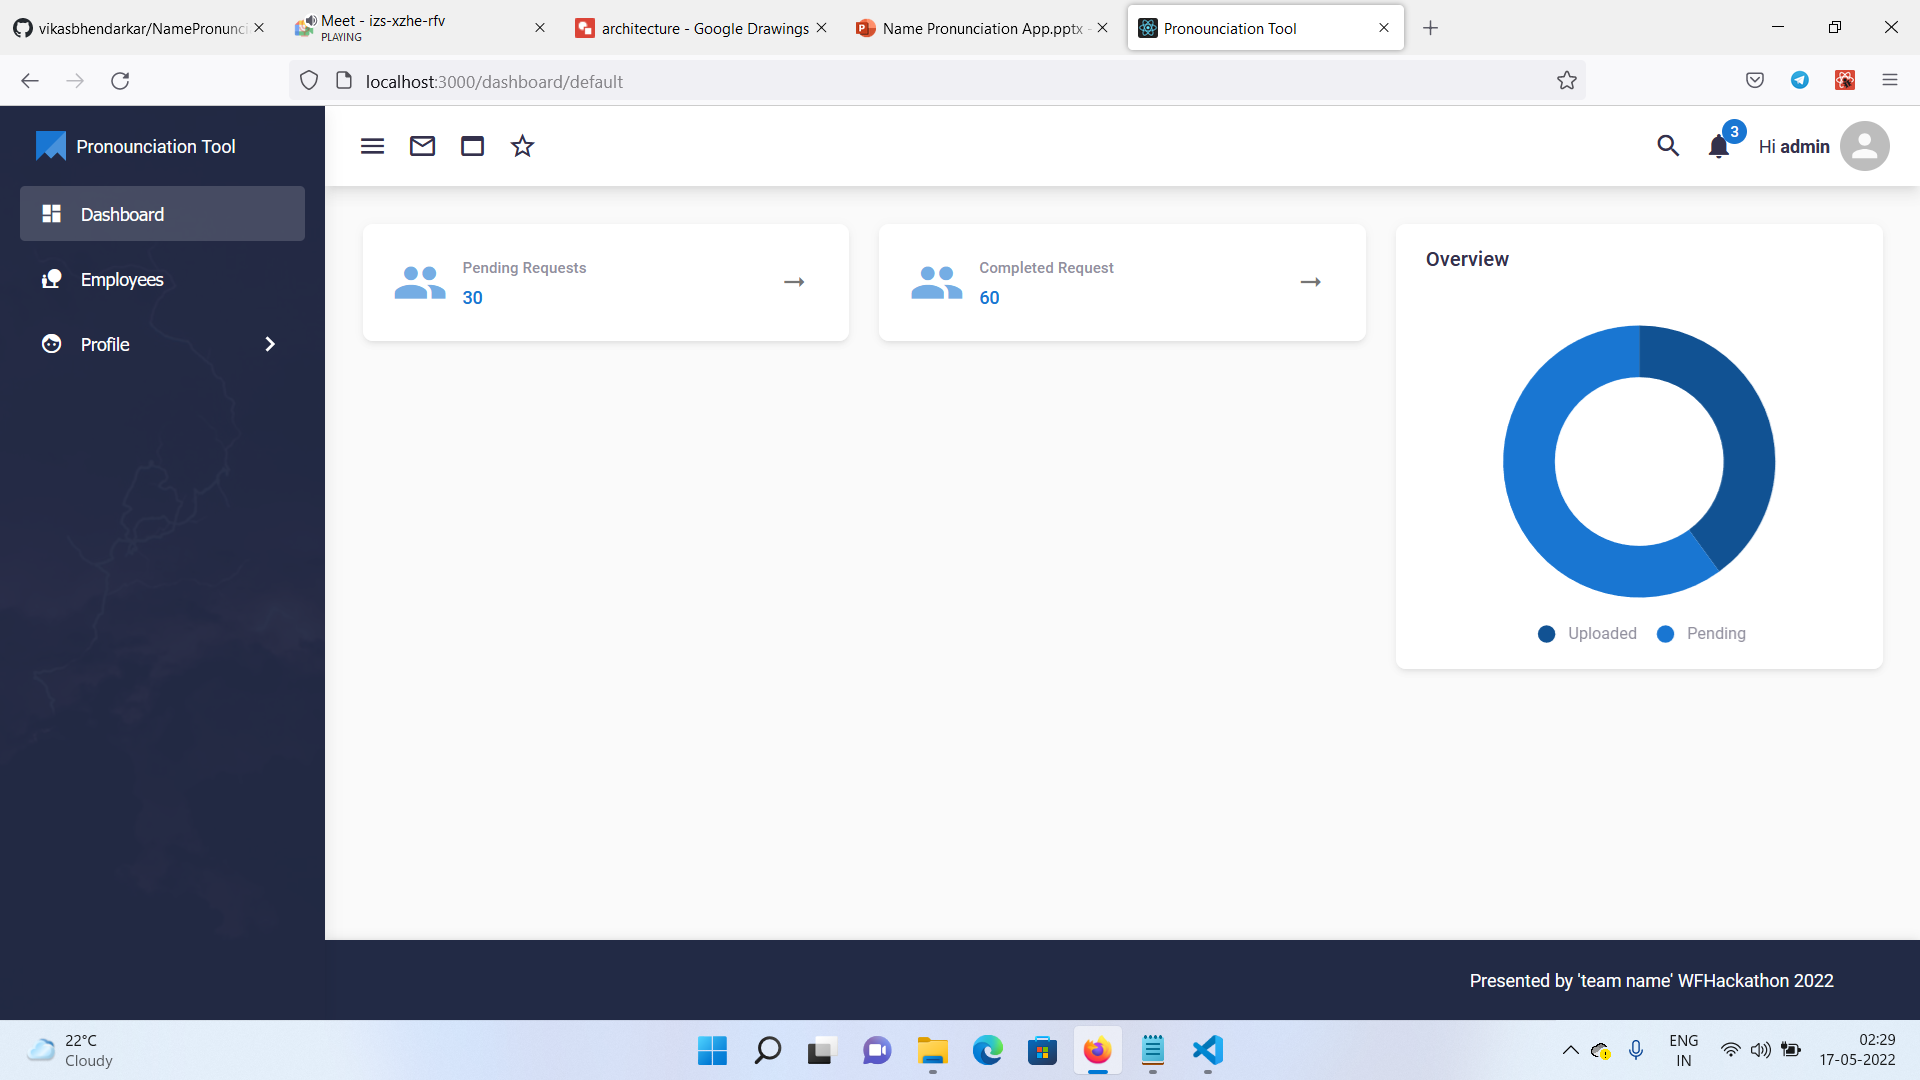 vikasbhendarkar/NamePronunci
Meet - izs-xzhe-rfv
PLAYING
architecture - Google Drawings
Name Pronunciation App.pptx -
Pronounciation Tool
localhost:3000/dashboard/default
Pronounciation Tool
3
Hi admin
Dashboard
Employees
Profile
Pending Requests
30
Completed Request
60
Overview
Uploaded
Pending
Presented by 'team name' WFHackathon 2022
22°C
Cloudy
ENG
IN
02:29
17-05-2022